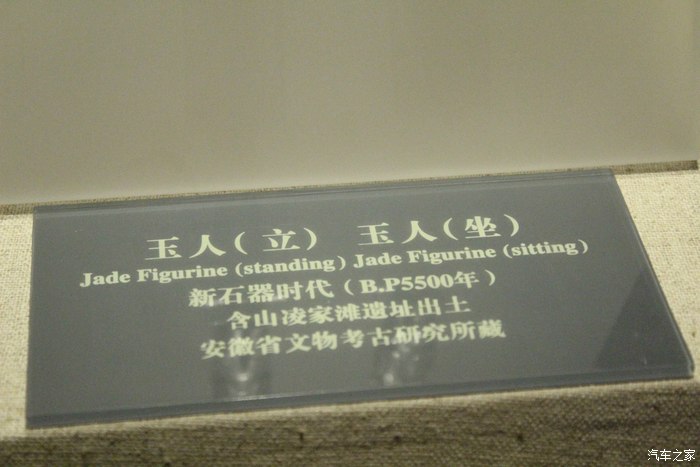 玉人（立） 玉人（坐）
Jade Figurine (standing) Jade Figurine (sitting)
新石器时代（B.P5500年）
含山凌家滩遗址出土
安徽省文物考古研究所藏
汽车之家